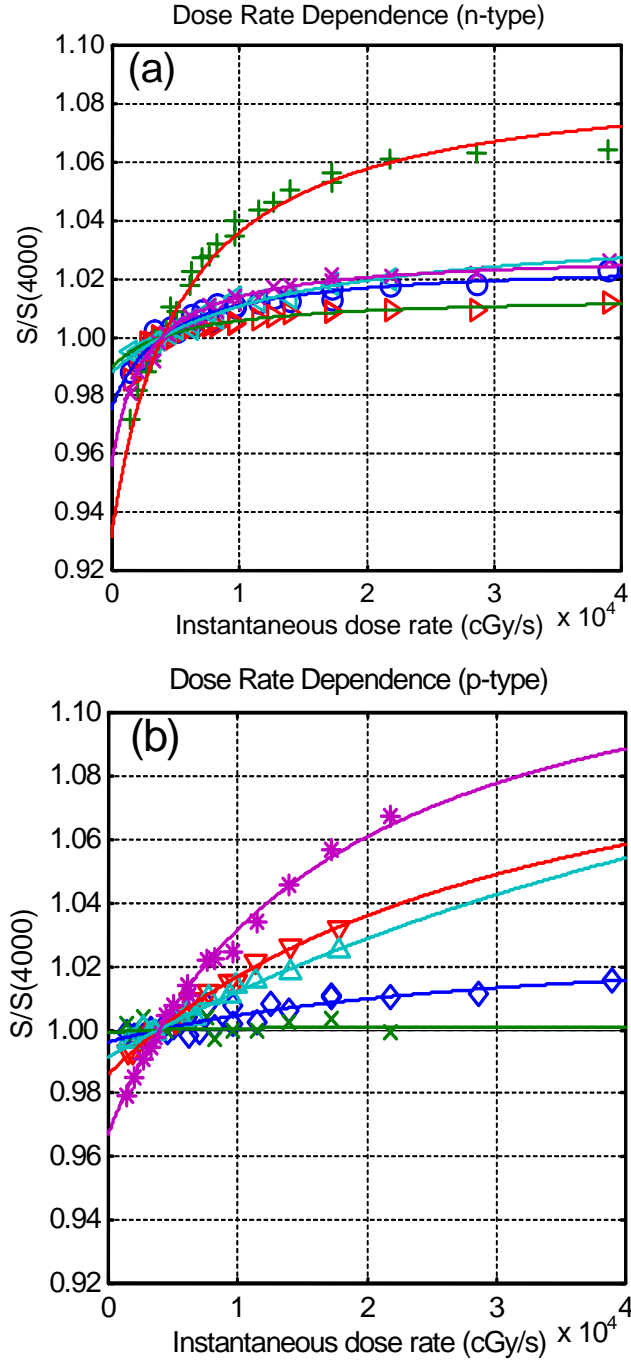 Dose Rate Dependence (n-type)
(a)
1.10
1.08
1.06
1.04
1.02
1.00
0.98
0.96
0.94
0.92
S/S(4000)
0 1 2 3 4
Instantaneous dose rate (cGy/s) × 10^4
Dose Rate Dependence (p-type)
(b)
1.10
1.08
1.06
1.04
1.02
1.00
0.98
0.96
0.94
0.92
S/S(4000)
0 1 2 3 4
Instantaneous dose rate (cGy/s) × 10^4